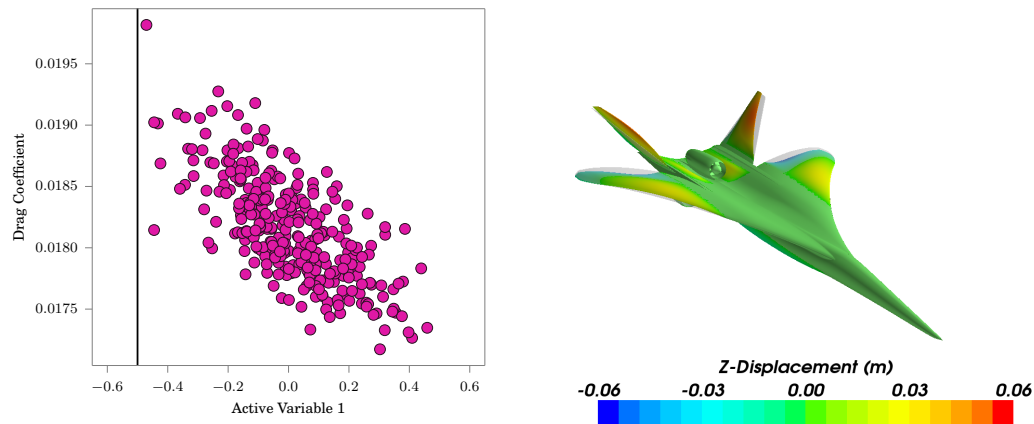 0.0195
0.0190
0.0185
0.0180
0.0175
Drag Coefficient
−0.6 −0.4 −0.2 0.0 0.2 0.4 0.6
Active Variable 1
Z-Displacement (m)
-0.06 -0.03 0.00 0.03 0.06